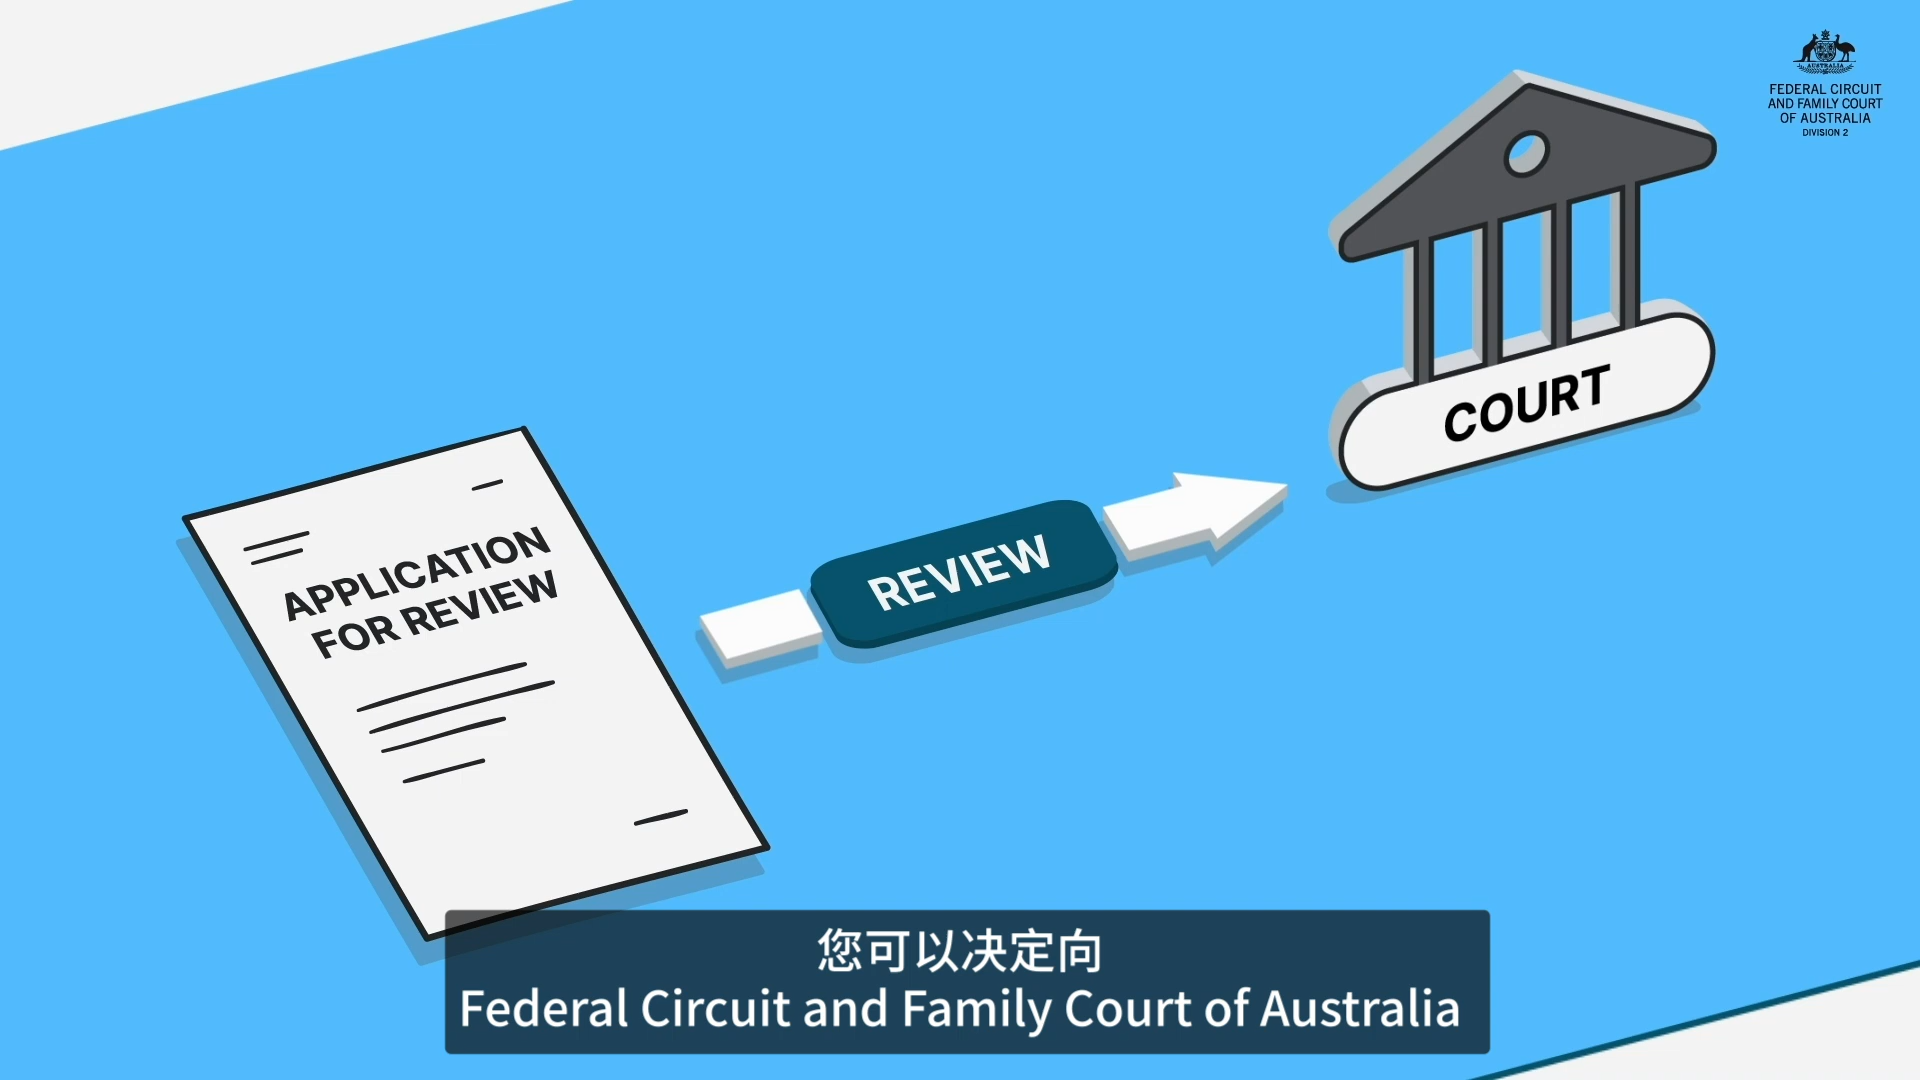 AUSTRALIA
FEDERAL CIRCUIT
AND FAMILY COURT
OF AUSTRALIA
DIVISION 2
COURT
REVIEW
APPLICATION
FOR REVIEW
您可以决定向
Federal Circuit and Family Court of Australia